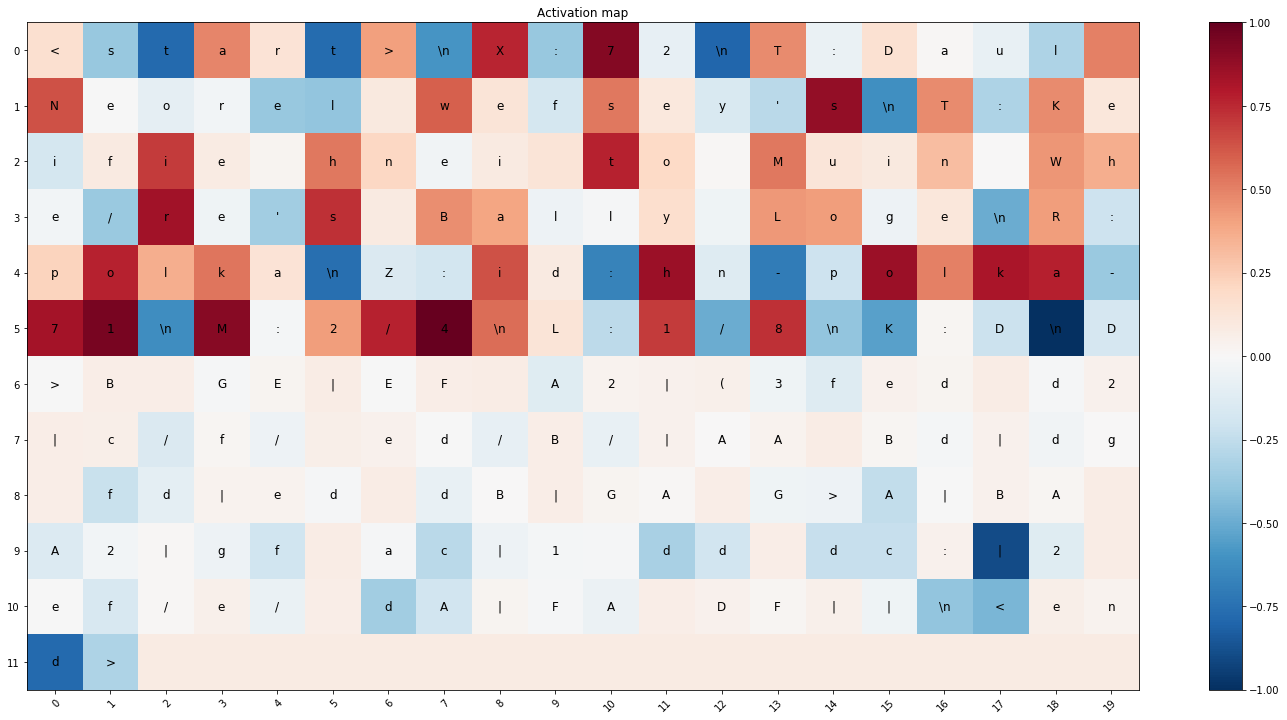 Activation map
0 < s t a r t > \n X : 7 2 \n T : D a u l
1 N e o r e l w e f s e y ' s \n T : K e
2 i f i e h n e i t o M u i n W h
3 e / r e ' s B a l l y L o g e \n R :
4 p o l k a \n Z : i d : h n - p o l k a -
5 7 1 \n M : 2 / 4 \n L : 1 / 8 \n K : D \n D
6 > B G E | E F A 2 | ( 3 f e d d 2
7 | c / f / e d / B / | A A B d | d g
8 f d | e d d B | G A G > A | B A
9 A 2 | g f a c | 1 d d d c : | 2
10 e f / e / d A | F A D F | | \n < e n
11 d >
0 1 2 3 4 5 6 7 8 9 10 11 12 13 14 15 16 17 18 19
1.00
0.75
0.50
0.25
0.00
−0.25
−0.50
−0.75
−1.00